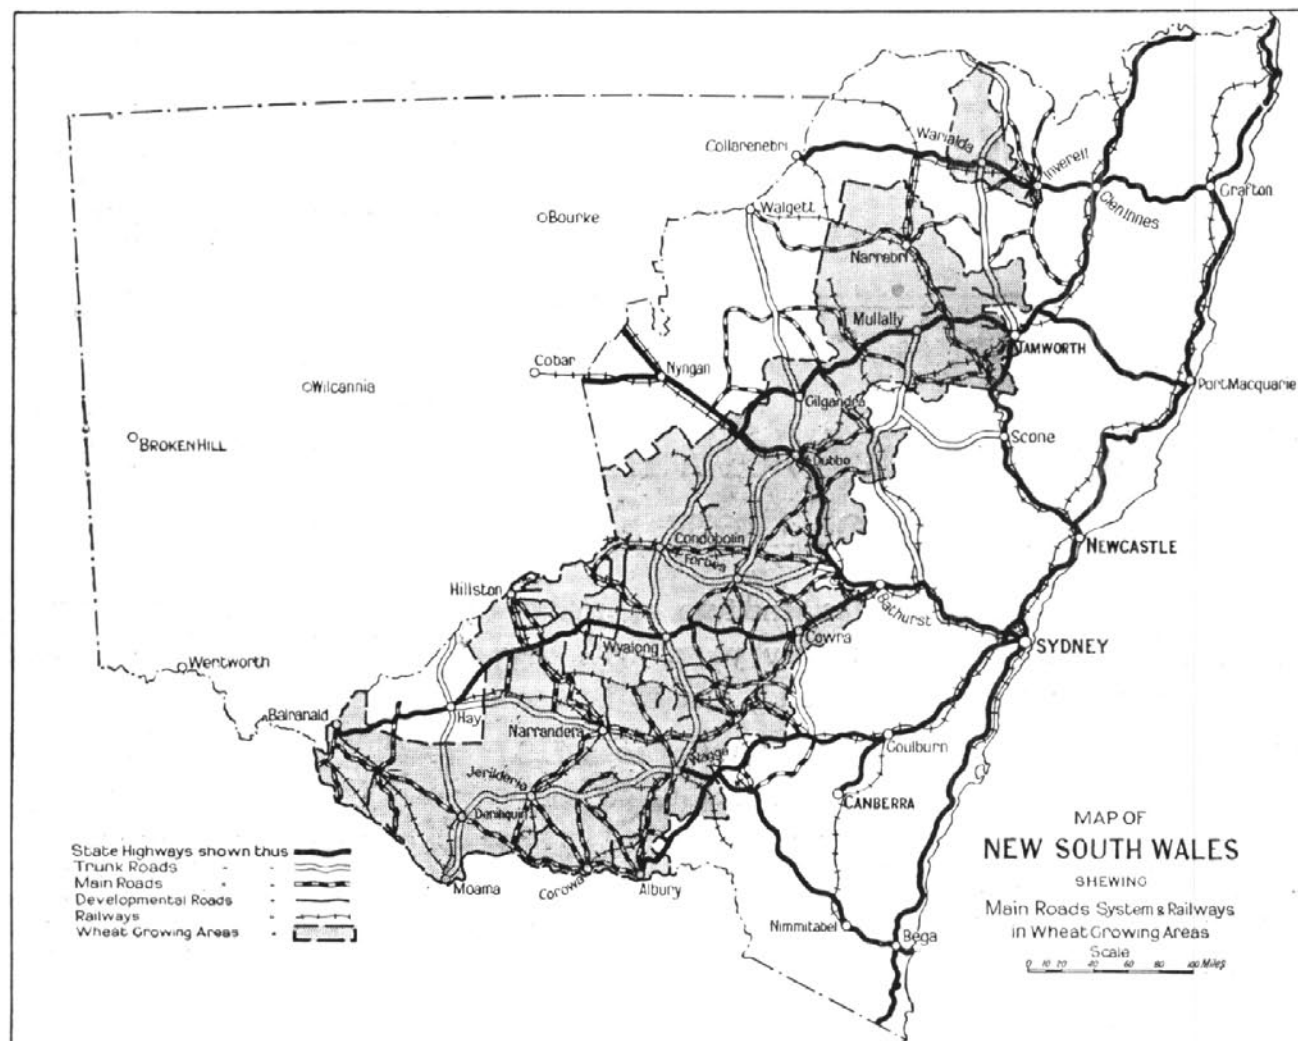 Collarenebri
Warialda
Inverell
Glen Innes
Grafton
Walgett
Bourke
Narrabri
Mullally
TAMWORTH
Cobar
Nyngan
Wilcannia
Gilgandra
Port Macquarie
BROKEN HILL
Scone
Dubbo
Condobolin
NEWCASTLE
Forbes
Hillston
Bathurst
Cowra
SYDNEY
Wyalong
Wentworth
Balranald
Hay
Narrandera
Goulburn
Wagga
Jerilderie
CANBERRA
Deniliquin
Moama
Corowa
Albury
Nimmitabel
Bega
State Highways shown thus
Trunk Roads " "
Main Roads " "
Developmental Roads "
Railways "
Wheat Growing Areas "
MAP OF
NEW SOUTH WALES
SHEWING
Main Roads System & Railways
in Wheat Growing Areas
Scale
0 10 20 40 60 80 100 Miles